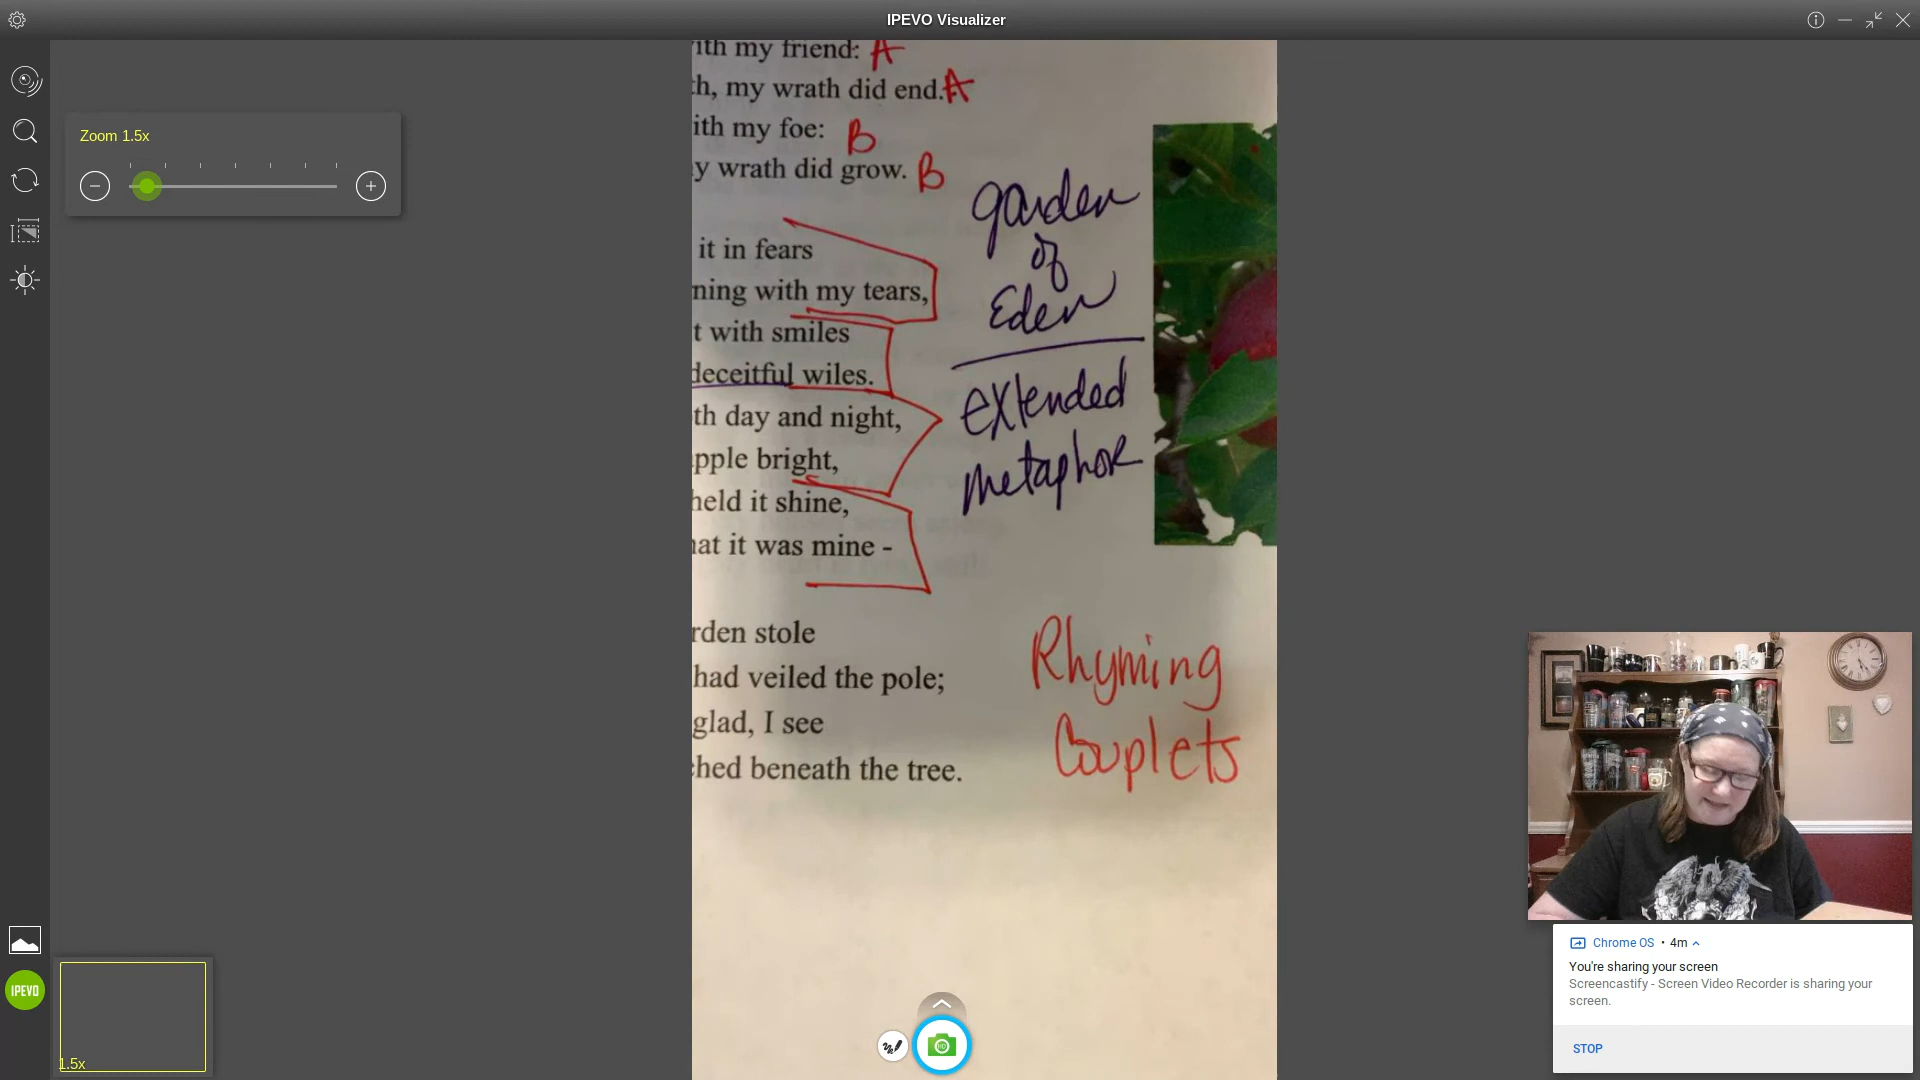 IPEVO Visualizer
Zoom 1.5x
ith my friend: A
th, my wrath did end. A
ith my foe: B
y wrath did grow. B
garden
of
Eden
it in fears
ning with my tears,
t with smiles
deceitful wiles.
extended
metaphor
th day and night,
pple bright,
held it shine,
hat it was mine -
rden stole
had veiled the pole;
glad, I see
ched beneath the tree.
Rhyming
Couplets
Chrome OS • 4m
You're sharing your screen
Screencastify - Screen Video Recorder is sharing your
screen.
STOP
IPEVO
1.5x
HD